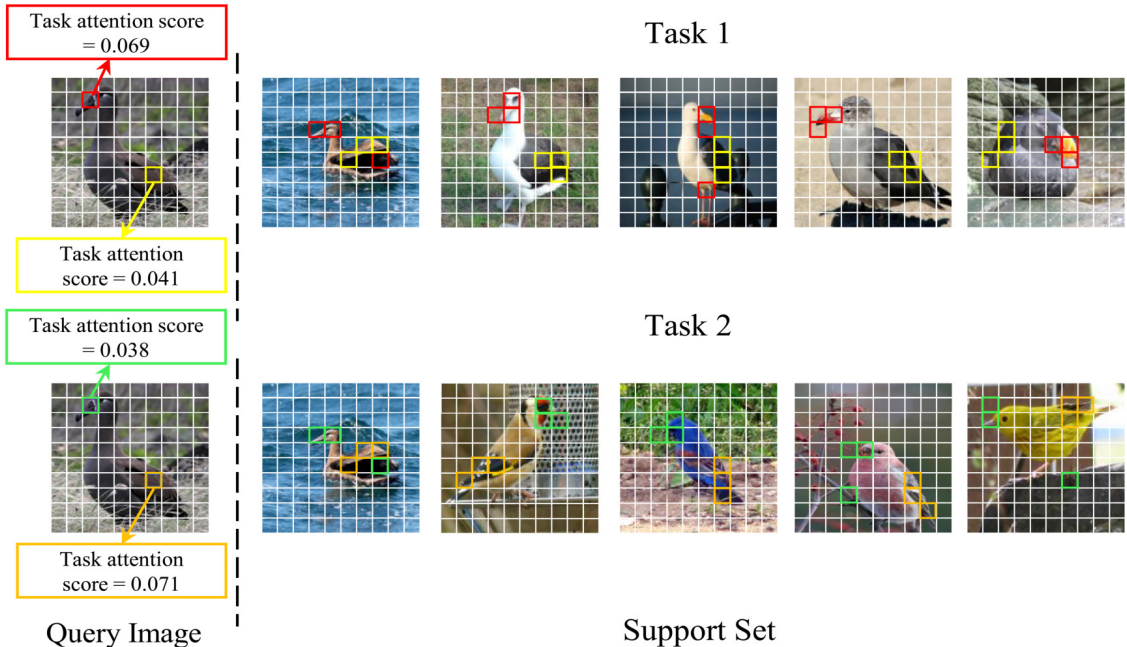 Task attention score
= 0.069
Task 1
Task attention
score = 0.041
Task attention score
= 0.038
Task 2
Task attention
score = 0.071
Query Image
Support Set